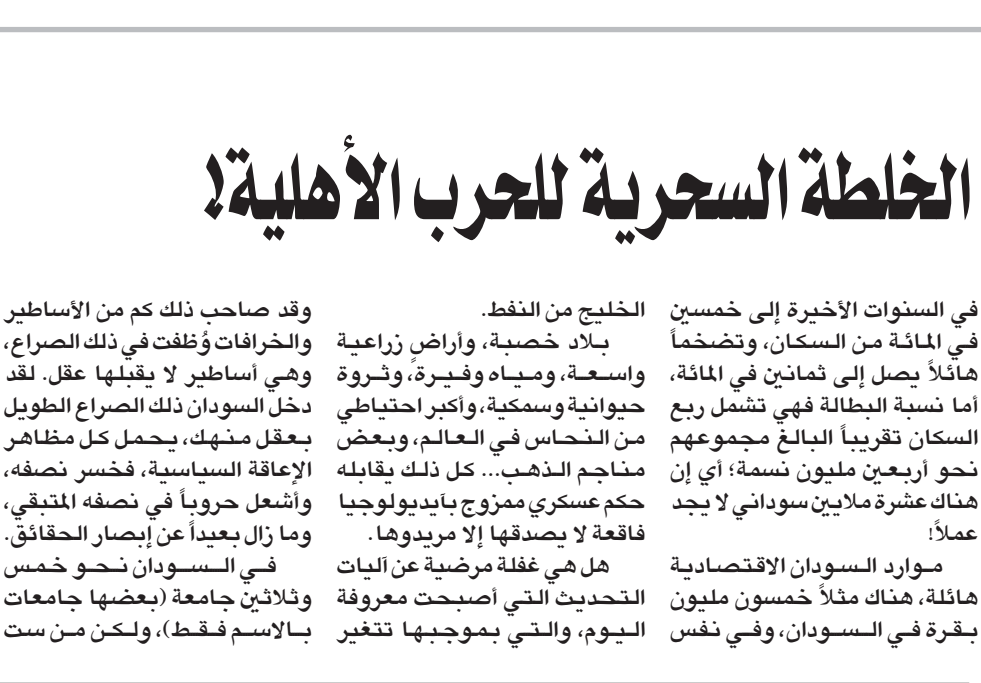 الخلطة السحرية للحرب الأهلية!
في السنوات الأخيرة إلى خمسين
في المائة من السكان، وتضخماً
هائلاً يصل إلى ثمانين في المائة،
أما نسبة البطالة فهي تشمل ربع
السكان تقريباً البالغ مجموعهم
نحو أربعين مليون نسمة؛ أي إن
هناك عشرة ملايين سوداني لا يجد
عملاً!
موارد السودان الاقتصادية
هائلة، هناك مثلاً خمسون مليون
بقرة في السودان، وفي نفس
الخليج من النفط.
بلاد خصبة، وأراضٍ زراعية
واسعة، ومياه وفيرة، وثروة
حيوانية وسمكية، وأكبر احتياطي
من النحاس في العالم، وبعض
مناجم الذهب... كل ذلك يقابله
حكم عسكري ممزوج بآيديولوجيا
فاقعة لا يصدقها إلا مريدوها.
هل هي غفلة مرضية عن آليات
التحديث التي أصبحت معروفة
اليوم، والتي بموجبها تتغير
وقد صاحب ذلك كم من الأساطير
والخرافات وُظفت في ذلك الصراع،
وهي أساطير لا يقبلها عقل. لقد
دخل السودان ذلك الصراع الطويل
بعقل منهك، يحمل كل مظاهر
الإعاقة السياسية، فخسر نصفه،
وأشعل حروباً في نصفه المتبقي،
وما زال بعيداً عن إبصار الحقائق.
في السودان نحو خمس
وثلاثين جامعة (بعضها جامعات
بالاسم فقط)، ولكن من ست